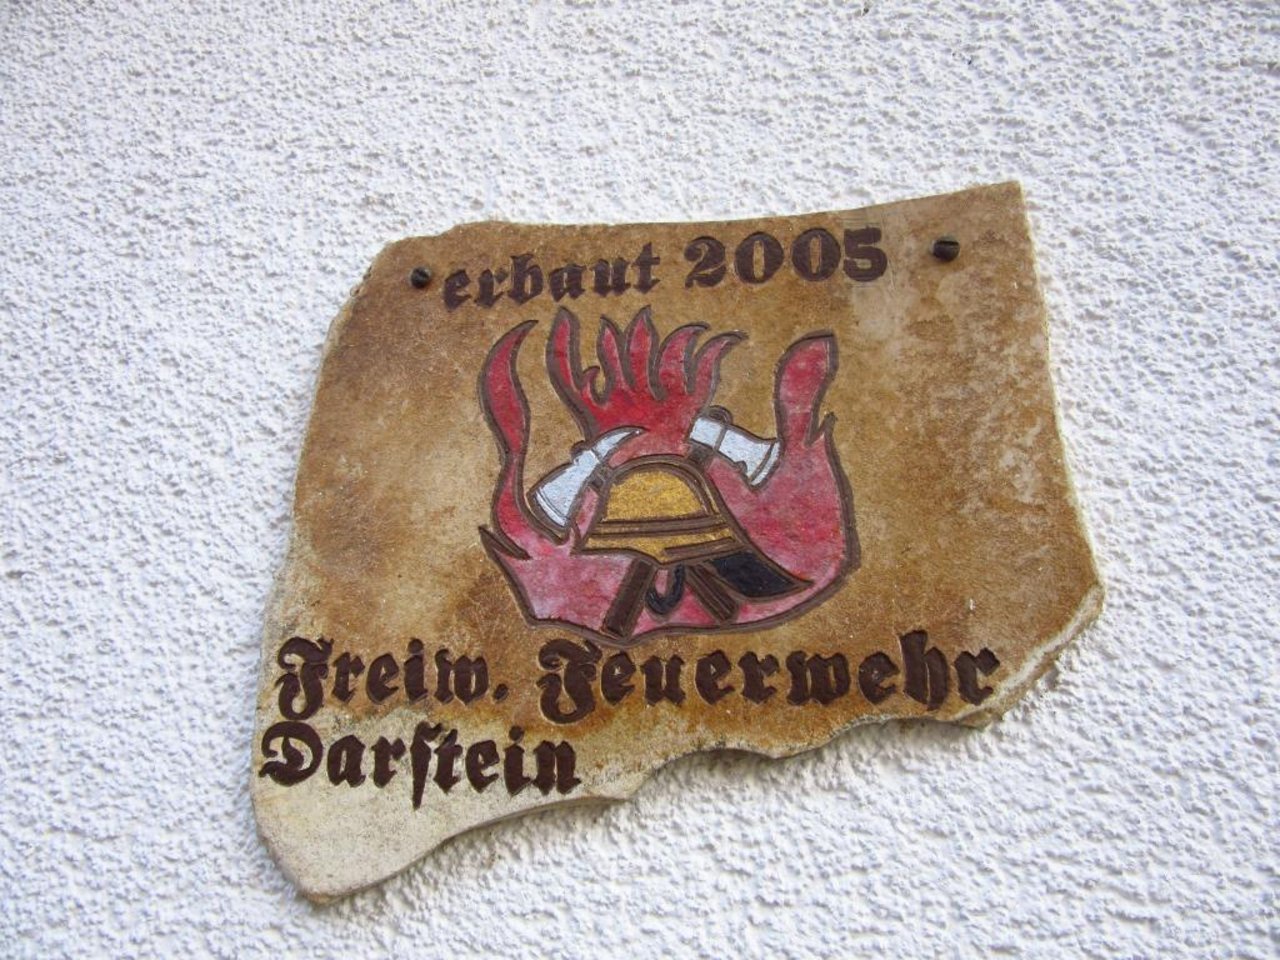 erbaut 2005
Freiw. Feuerwehr
Darſtein